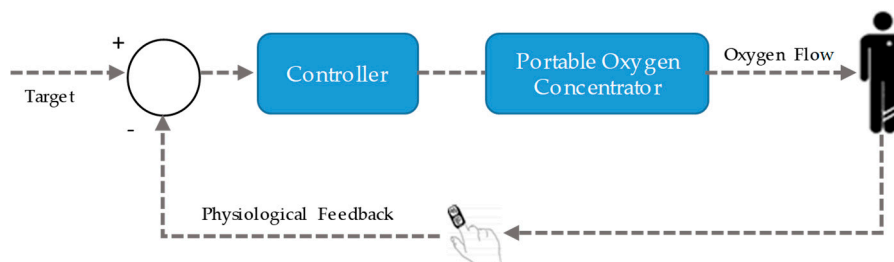 +
Target
-
Controller
Portable Oxygen
Concentrator
Oxygen Flow
Physiological Feedback